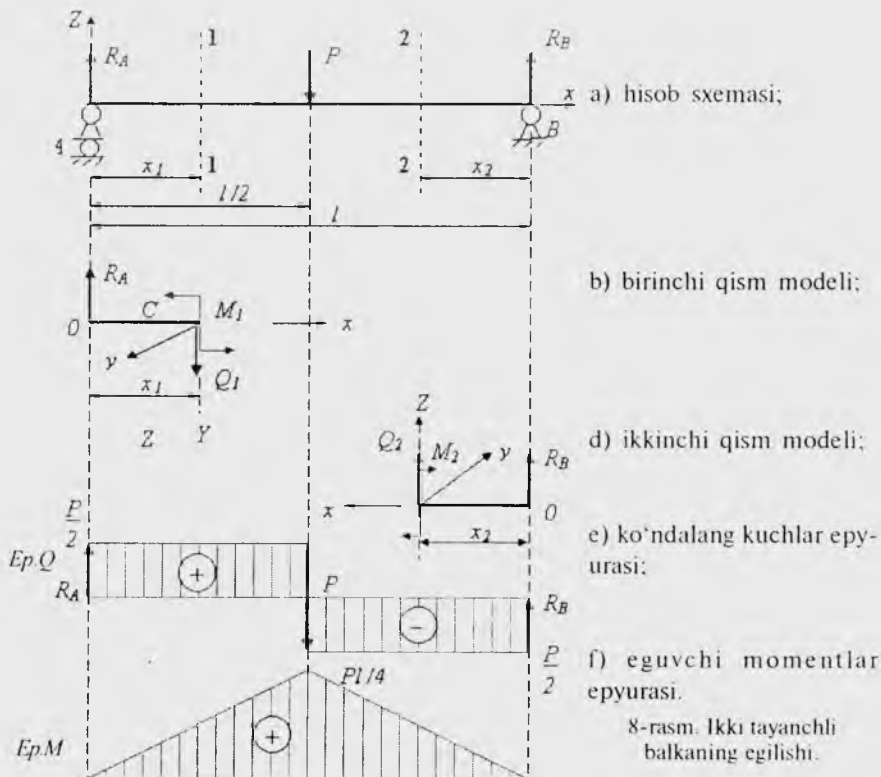 Z
1
2
R_A
P
R_B
x
a) hisob sxemasi;
B
4
x_1
1
2
x_2
l/2
l
R_A
b) birinchi qism modeli;
C
M_1
0
x
y
Q_1
x_1
Z Y
Z
Q_2
M_2
y
R_B
d) ikkinchi qism modeli;
x
0
x_2
P/2
e) ko‘ndalang kuchlar epy-
urasi;
Ep.Q
+
R_A
P
R_B
-
P/2
f) eguvchi momentlar
epyurasi.
Pl/4
8-rasm. Ikki tayanchli
balkaning egilishi.
Ep.M
+